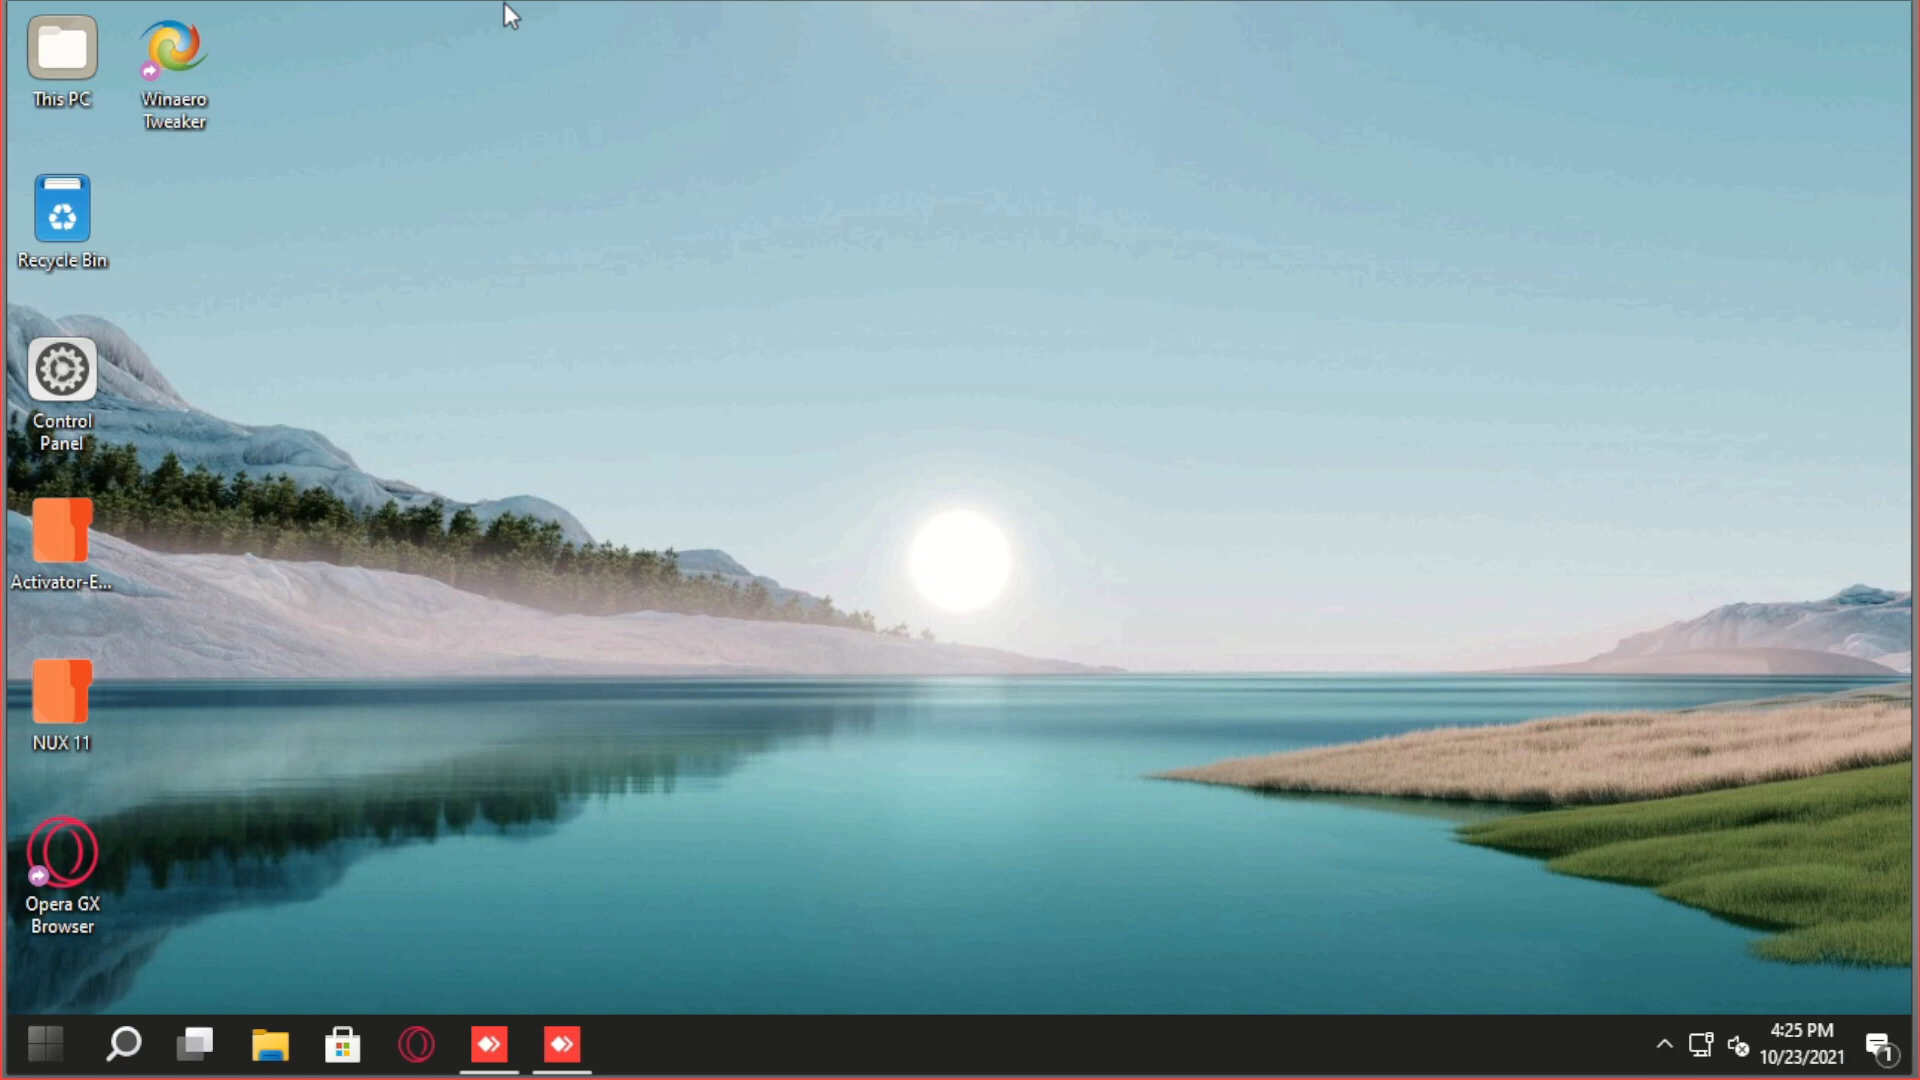 This PC
Winaero
Tweaker
Recycle Bin
Control
Panel
Activator-E...
NUX 11
Opera GX
Browser
4:25 PM
10/23/2021
1